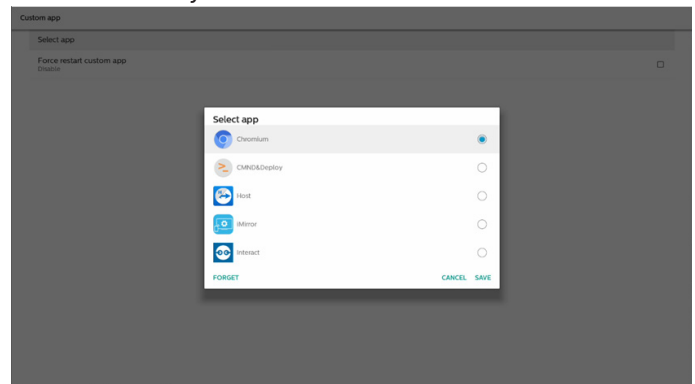 Custom app
Select app
Force restart custom app
Disable
Select app
Chromium
CMND&Deploy
Host
iMirror
Interact
FORGET
CANCEL SAVE